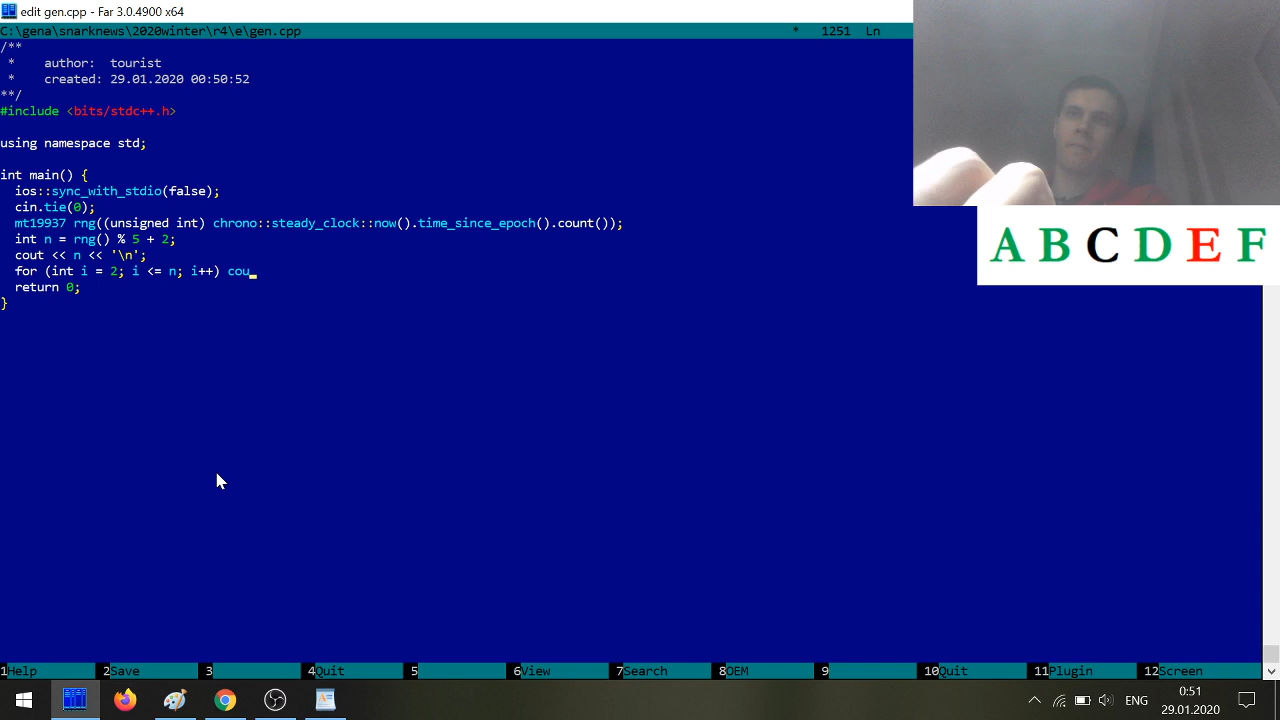 edit gen.cpp - Far 3.0.4900 x64
C:\gena\snarknews\2020winter\r4\e\gen.cpp * 1251 Ln
/**
 *    author:  tourist
 *    created: 29.01.2020 00:50:52
**/
#include <bits/stdc++.h>
using namespace std;
int main() {
  ios::sync_with_stdio(false);
  cin.tie(0);
  mt19937 rng((unsigned int) chrono::steady_clock::now().time_since_epoch().count());
  int n = rng() % 5 + 2;
  cout << n << '\n';
  for (int i = 2; i <= n; i++) cou_
  return 0;
}
A B C D E F
1Help 2Save 3 4Quit 5 6View 7Search 8OEM 9 10Quit 11Plugin 12Screen
ENG
0:51
29.01.2020